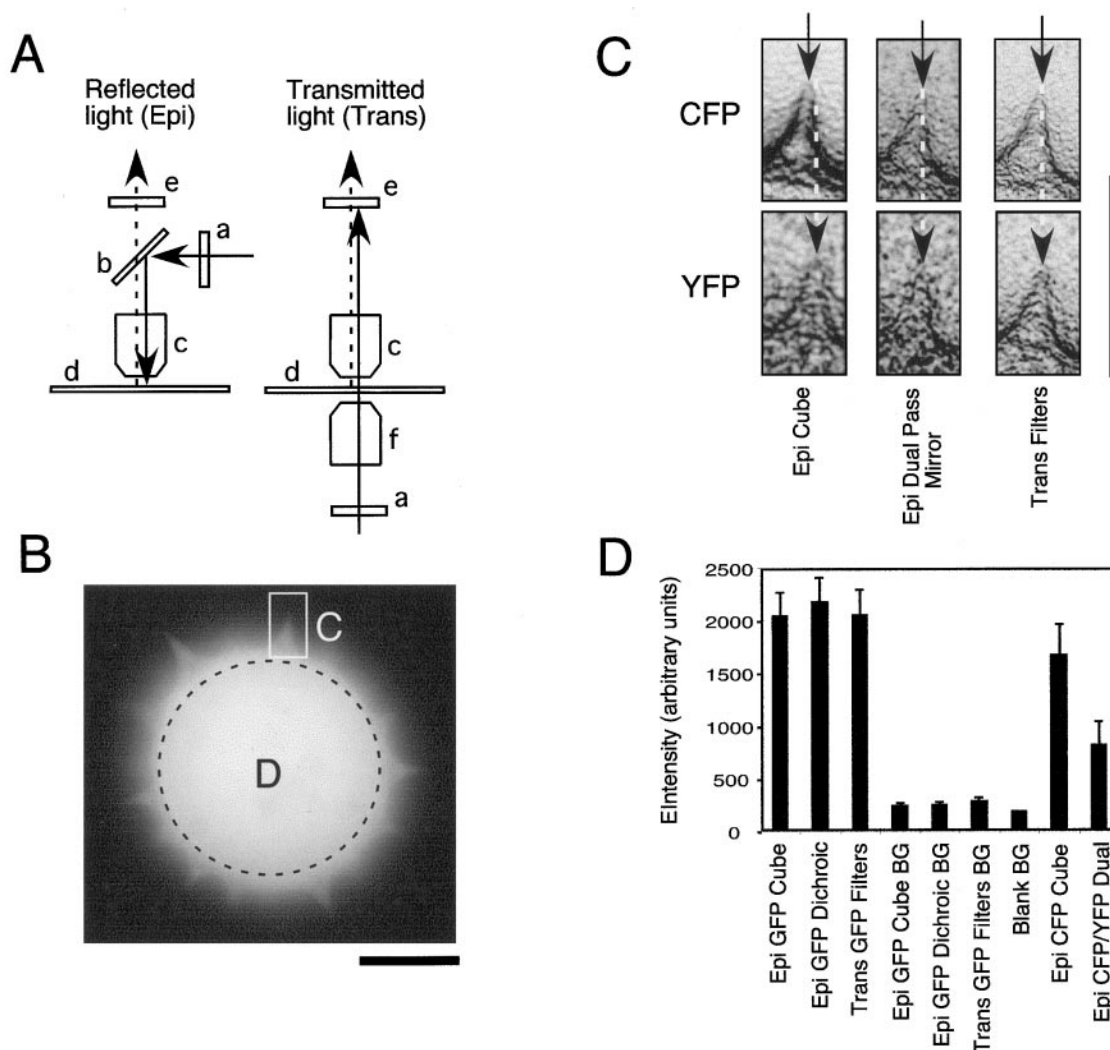 A
Reflected
light (Epi)
Transmitted
light (Trans)
e
a
b
c
d
e
c
d
f
a
B
C
D
C
CFP
YFP
Epi Cube
Epi Dual Pass
Mirror
Trans Filters
D
EIntensity (arbitrary units)
2500
2000
1500
1000
500
0
Epi GFP Cube
Epi GFP Dichroic
Trans GFP Filters
Epi GFP Cube BG
Epi GFP Dichroic BG
Trans GFP Filters BG
Blank BG
Epi CFP Cube
Epi CFP/YFP Dual